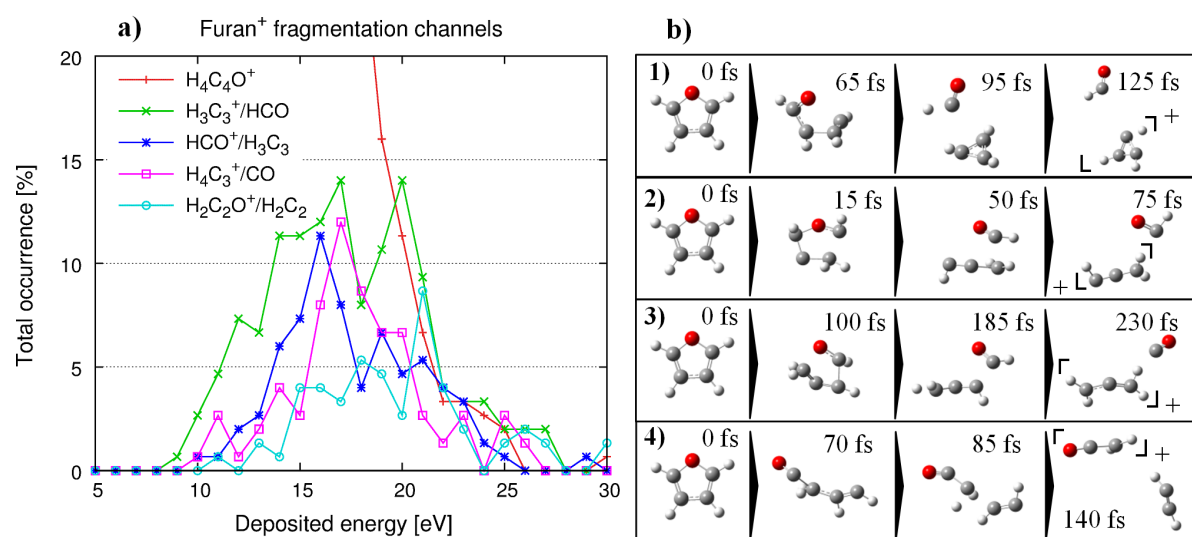 a) Furan⁺ fragmentation channels
20
15
10
5
0
Total occurrence [%]
H₄C₄O⁺
H₃C₃⁺/HCO
HCO⁺/H₃C₃
H₄C₃⁺/CO
H₂C₂O⁺/H₂C₂
5 10 15 20 25 30
Deposited energy [eV]
b)
1) 0 fs 65 fs 95 fs 125 fs
+
2) 0 fs 15 fs 50 fs 75 fs
+
3) 0 fs 100 fs 185 fs 230 fs
+
4) 0 fs 70 fs 85 fs
+
140 fs